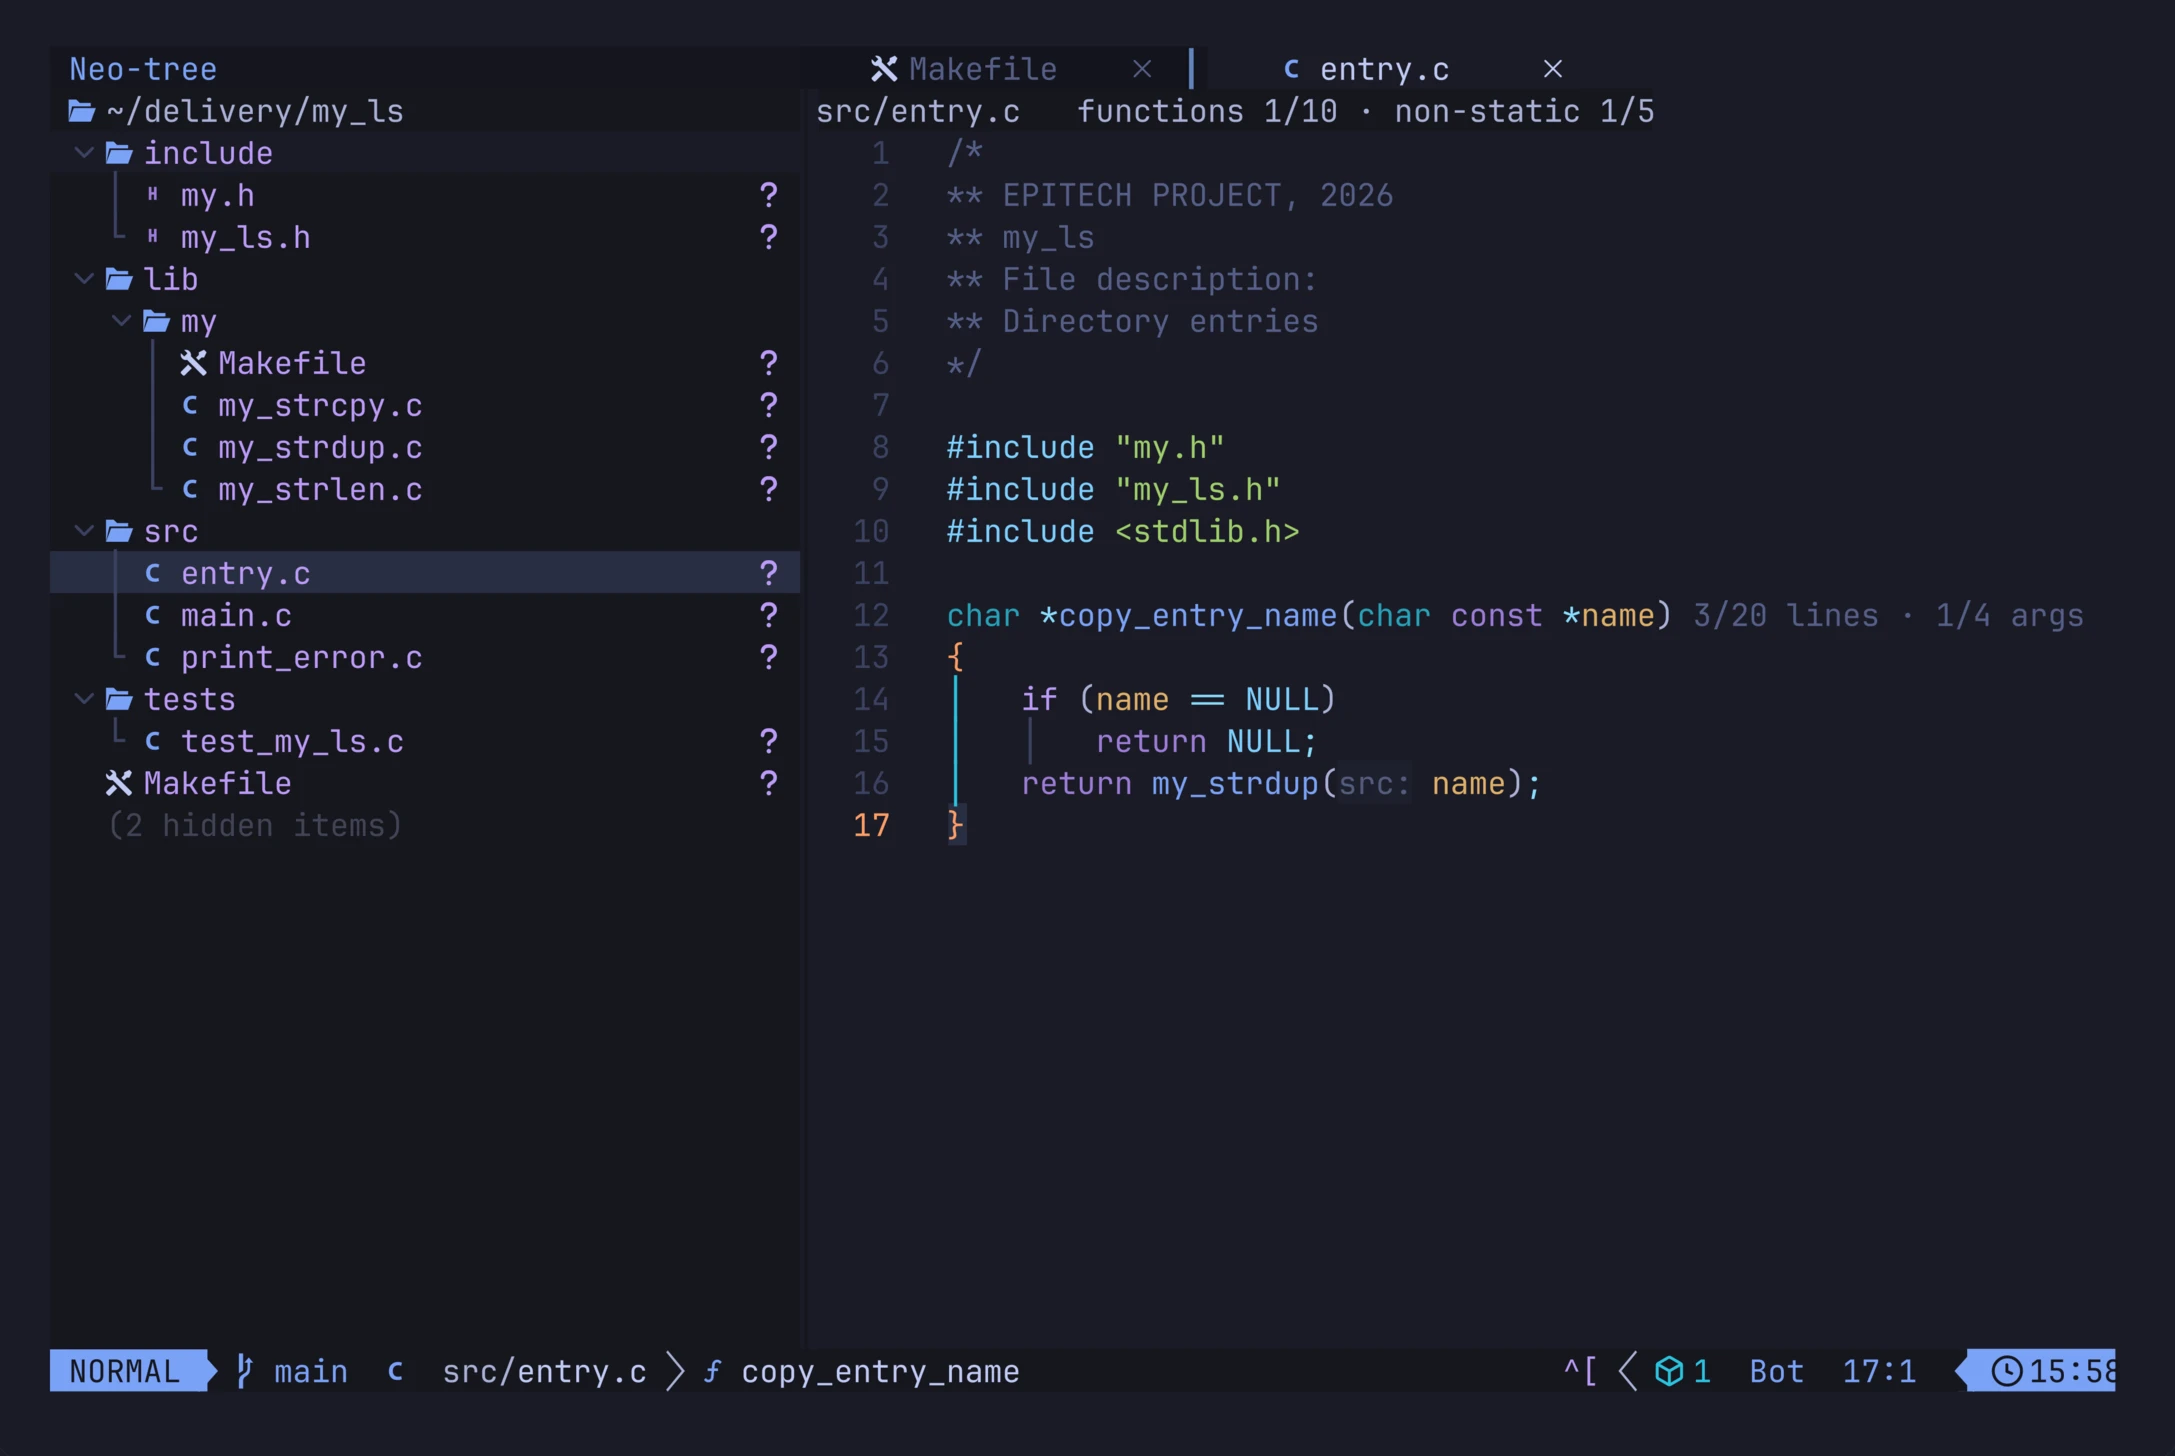 Neo-tree
~/delivery/my_ls
include
my.h ?
my_ls.h ?
lib
my
Makefile ?
my_strcpy.c ?
my_strdup.c ?
my_strlen.c ?
src
entry.c ?
main.c ?
print_error.c ?
tests
test_my_ls.c ?
Makefile ?
(2 hidden items)
Makefile × entry.c ×
src/entry.c functions 1/10 · non-static 1/5
1 /*
2 ** EPITECH PROJECT, 2026
3 ** my_ls
4 ** File description:
5 ** Directory entries
6 */
7
8 #include "my.h"
9 #include "my_ls.h"
10 #include <stdlib.h>
11
12 char *copy_entry_name(char const *name) 3/20 lines · 1/4 args
13 {
14 if (name == NULL)
15 return NULL;
16 return my_strdup(src: name);
17 }
NORMAL main src/entry.c copy_entry_name ^[ 1 Bot 17:1 15:58